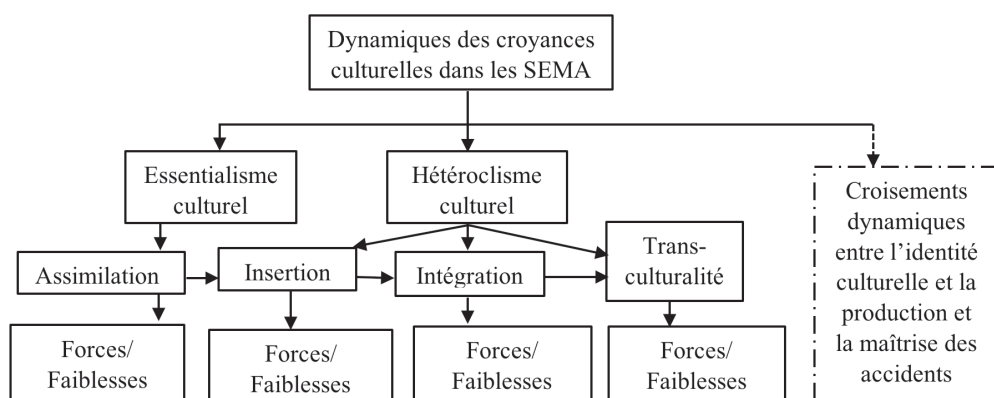 Dynamiques des croyances
culturelles dans les SEMA
Essentialisme
culturel
Hétéroclisme
culturel
Croisements
dynamiques
entre l’identité
culturelle et la
production et
la maîtrise des
accidents
Assimilation
Insertion
Intégration
Trans-
culturalité
Forces/
Faiblesses
Forces/
Faiblesses
Forces/
Faiblesses
Forces/
Faiblesses